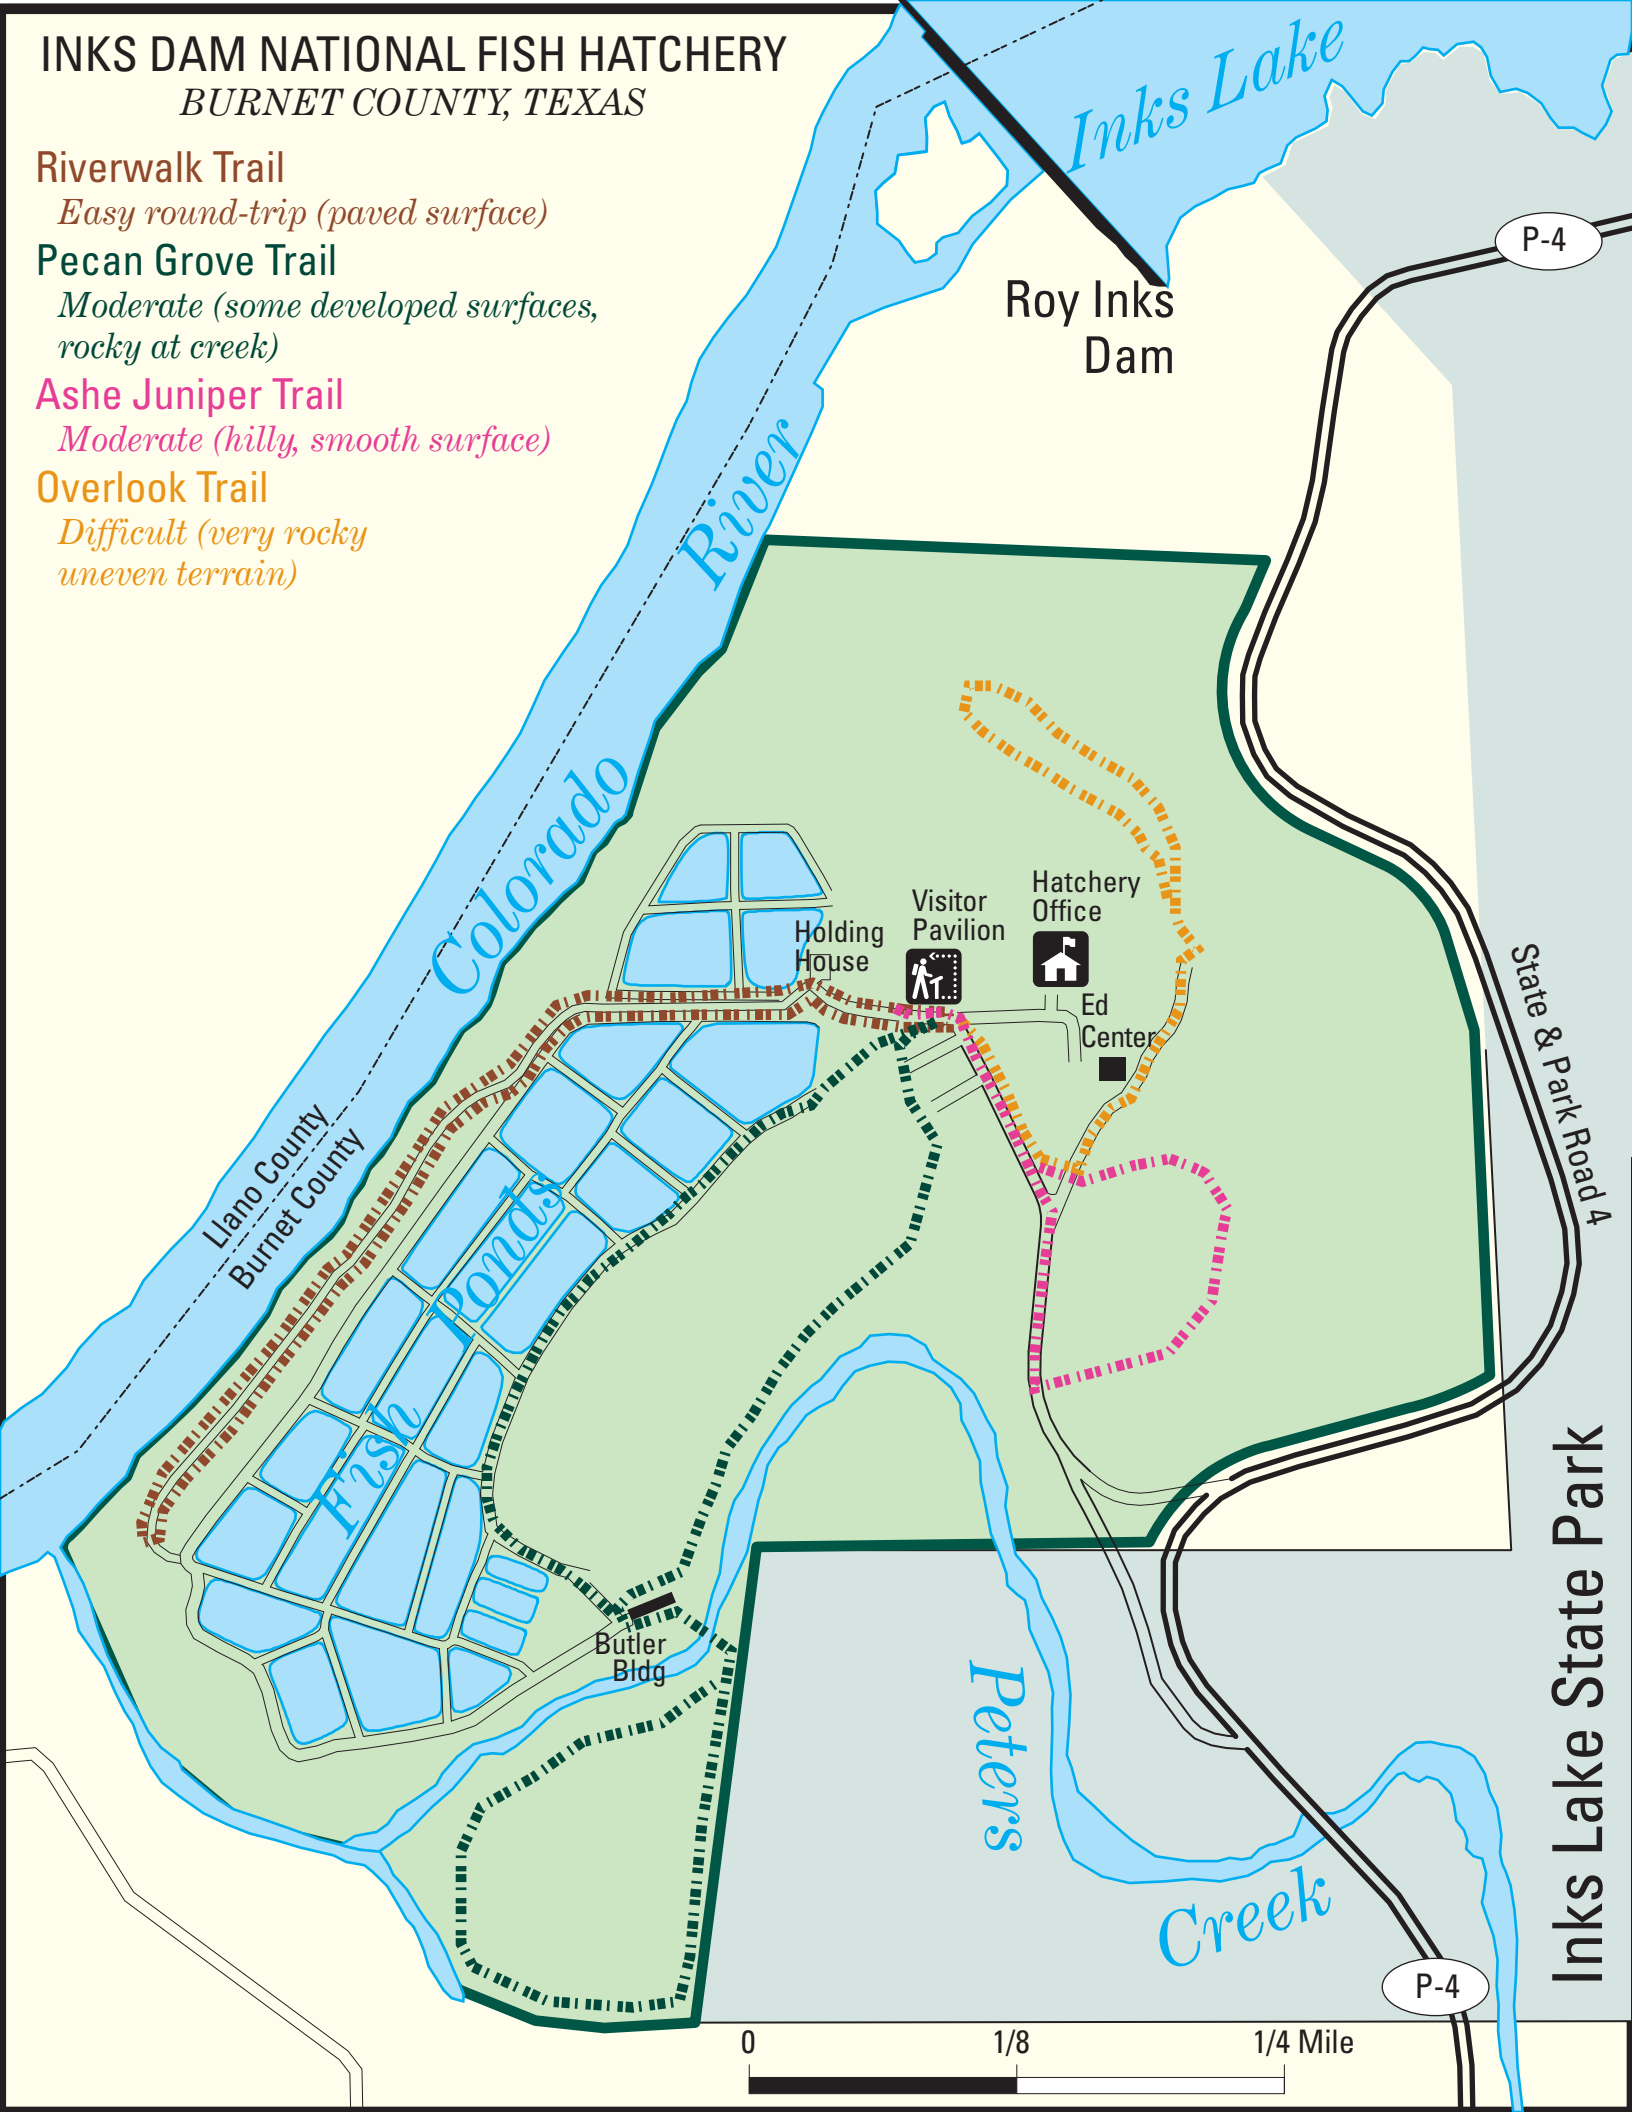 INKS DAM NATIONAL FISH HATCHERY
BURNET COUNTY, TEXAS
Riverwalk Trail
Easy round-trip (paved surface)
Pecan Grove Trail
Moderate (some developed surfaces,
rocky at creek)
Ashe Juniper Trail
Moderate (hilly, smooth surface)
Overlook Trail
Difficult (very rocky
uneven terrain)
Inks Lake
P-4
Roy Inks
Dam
Colorado River
Hatchery
Office
Visitor
Pavilion
Holding
House
Ed
Center
State & Park Road 4
Llano County
Burnet County
Fish Ponds
Butler
Bldg
Peters Creek
Inks Lake State Park
P-4
0 1/8 1/4 Mile